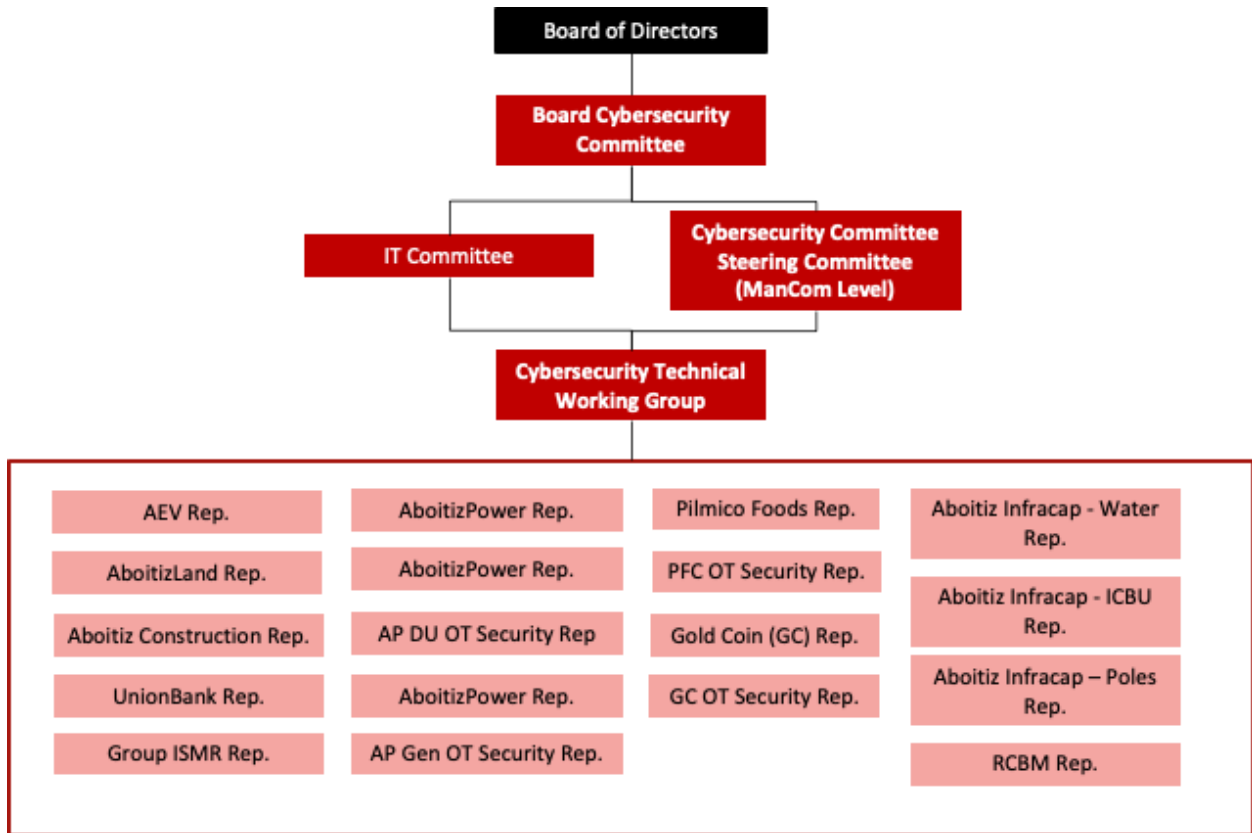 Board of Directors
Board Cybersecurity
Committee
IT Committee
Cybersecurity Committee
Steering Committee
(ManCom Level)
Cybersecurity Technical
Working Group
AEV Rep.
AboitizLand Rep.
Aboitiz Construction Rep.
UnionBank Rep.
Group ISMR Rep.
AboitizPower Rep.
AboitizPower Rep.
AP DU OT Security Rep
AboitizPower Rep.
AP Gen OT Security Rep.
Pilmico Foods Rep.
PFC OT Security Rep.
Gold Coin (GC) Rep.
GC OT Security Rep.
Aboitiz Infracap - Water
Rep.
Aboitiz Infracap - ICBU
Rep.
Aboitiz Infracap – Poles
Rep.
RCBM Rep.